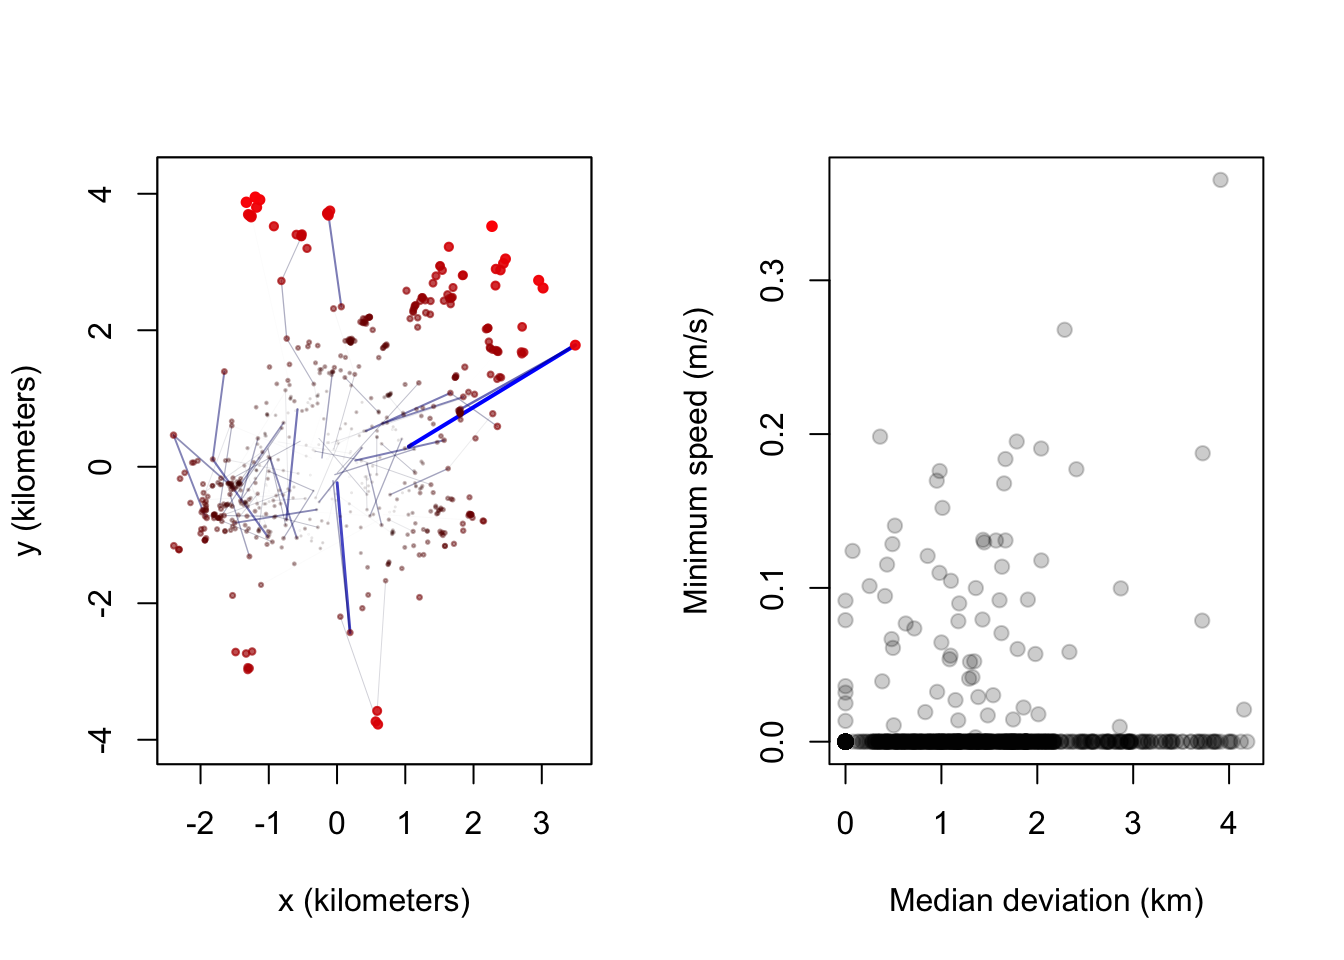 4
2
0
-2
-4
y (kilometers)
-2 -1 0 1 2 3
x (kilometers)
0.3
0.2
0.1
0.0
Minimum speed (m/s)
0 1 2 3 4
Median deviation (km)